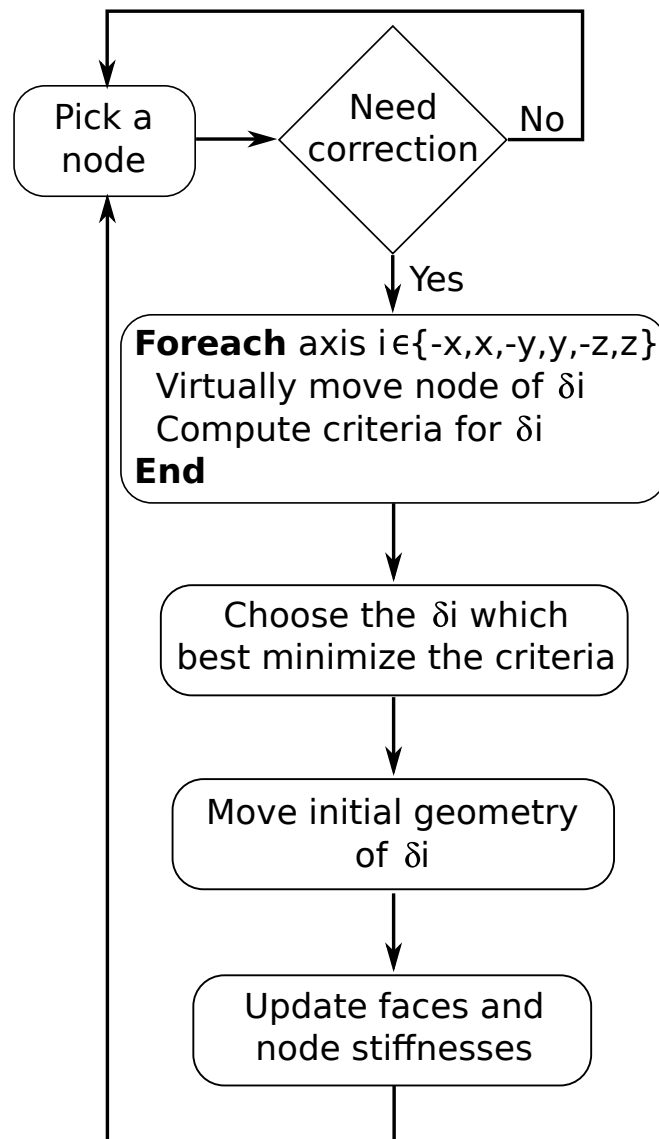 Pick a
node
Need
correction
No
Yes
Foreach axis i∈{-x,x,-y,y,-z,z}
Virtually move node of δi
Compute criteria for δi
End
Choose the δi which
best minimize the criteria
Move initial geometry
of δi
Update faces and
node stiffnesses